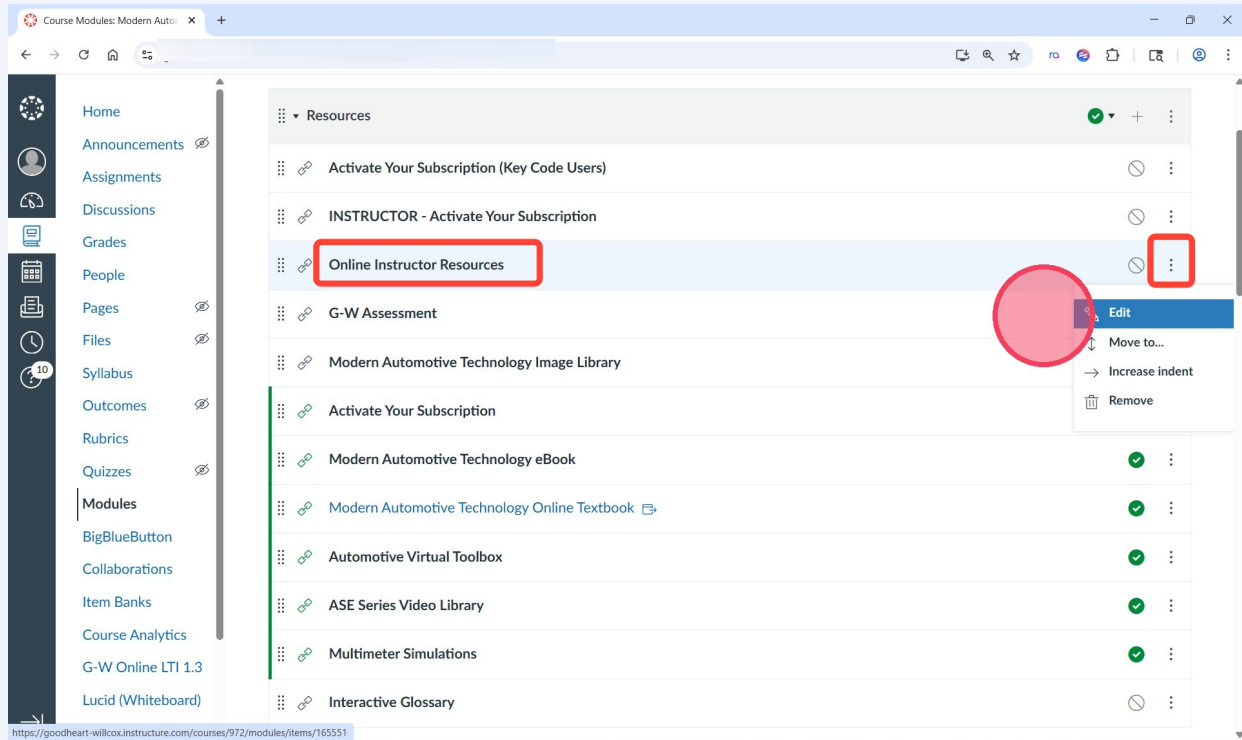 Course Modules: Modern Autor
Home
Announcements
Assignments
Discussions
Grades
People
Pages
Files
Syllabus
Outcomes
Rubrics
Quizzes
Modules
BigBlueButton
Collaborations
Item Banks
Course Analytics
G-W Online LTI 1.3
Lucid (Whiteboard)
10
Resources
Activate Your Subscription (Key Code Users)
INSTRUCTOR - Activate Your Subscription
Online Instructor Resources
G-W Assessment
Modern Automotive Technology Image Library
Activate Your Subscription
Modern Automotive Technology eBook
Modern Automotive Technology Online Textbook
Automotive Virtual Toolbox
ASE Series Video Library
Multimeter Simulations
Interactive Glossary
Edit
Move to...
Increase indent
Remove
https://goodheart-willcox.instructure.com/courses/972/modules/items/165551